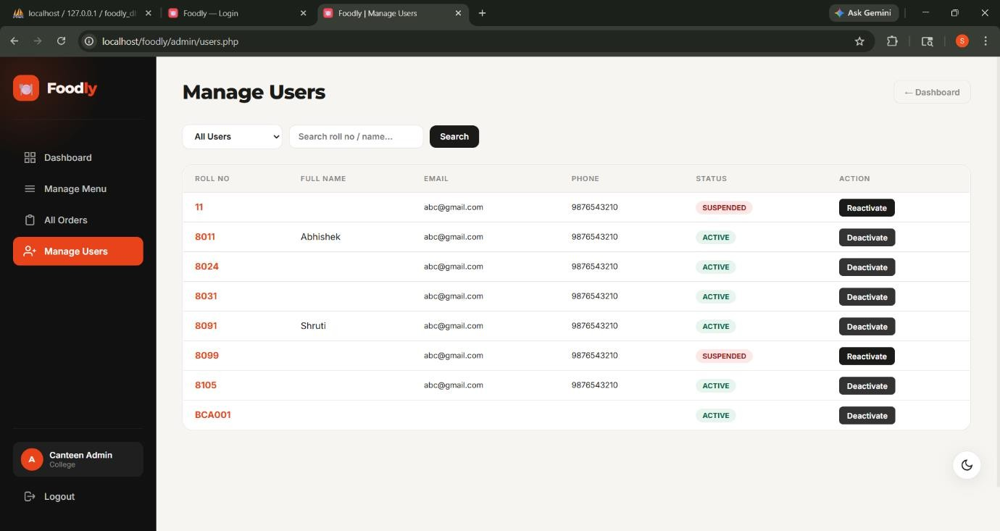 localhost / 127.0.0.1 / foodly_d
Foodly — Login
Foodly | Manage Users
Ask Gemini
localhost/foodly/admin/users.php
S
Foodly
Dashboard
Manage Menu
All Orders
Manage Users
Canteen Admin
A
College
Logout
Manage Users
← Dashboard
All Users
Search roll no / name...
Search
ROLL NO FULL NAME EMAIL PHONE STATUS ACTION
11 abc@gmail.com 9876543210 SUSPENDED Reactivate
8011 Abhishek abc@gmail.com 9876543210 ACTIVE Deactivate
8024 abc@gmail.com 9876543210 ACTIVE Deactivate
8031 abc@gmail.com 9876543210 ACTIVE Deactivate
8091 Shruti abc@gmail.com 9876543210 ACTIVE Deactivate
8099 abc@gmail.com 9876543210 SUSPENDED Reactivate
8105 abc@gmail.com 9876543210 ACTIVE Deactivate
BCA001 ACTIVE Deactivate